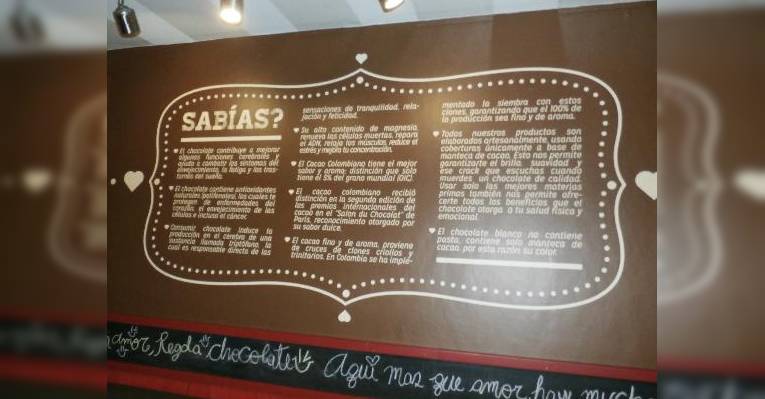 SABÍAS?
El chocolate contribuye a mejorar
algunas funciones cerebrales y
ayuda a combatir los síntomas del
envejecimiento, la fatiga y los tras-
tornos del sueño.
El chocolate contiene antioxidantes
naturales (polifenoles), los cuales te
protegen de enfermedades del
corazón, el envejecimiento de las
células e incluso el cáncer.
Consumir chocolate induce la
producción en el cerebro de una
sustancia llamada triptófano, la
cual es responsable directa de las
sensaciones de tranquilidad, rela-
jación y felicidad.
Su alto contenido de magnesio,
renueva las células muertas, repara
el ADN, relaja los músculos, reduce el
estrés y mejora tu concentración.
El Cacao Colombiano tiene el mejor
sabor y aroma; distinción que solo
tiene el 5% del grano mundial (OIC).
El cacao colombiano recibió
distinción en la segunda edición de
los premios internacionales del
cacao en el "Salon du Chocolat" de
París, reconocimiento otorgado por
su sabor dulce.
El cacao fino y de aroma, proviene
de cruces de clones criollos y
trinitarios. En Colombia se ha imple-
mentado la siembra con estos
clones, garantizando que el 100% de
la producción sea fino y de aroma.
Todos nuestros productos son
elaborados artesanalmente, usando
coberturas únicamente a base de
manteca de cacao. Esto nos permite
garantizarte el brillo, suavidad y
ese crack que escuchas cuando
muerdes un chocolate de calidad.
Usar solo las mejores materias
primas también nos permite ofre-
certe todos los beneficios que el
chocolate otorga a tu salud física y
emocional.
El chocolate blanco no contiene
pasta, contiene solo manteca de
cacao por esta razón su color.
amor, Regala chocolate Aquí mas que amor, hay much